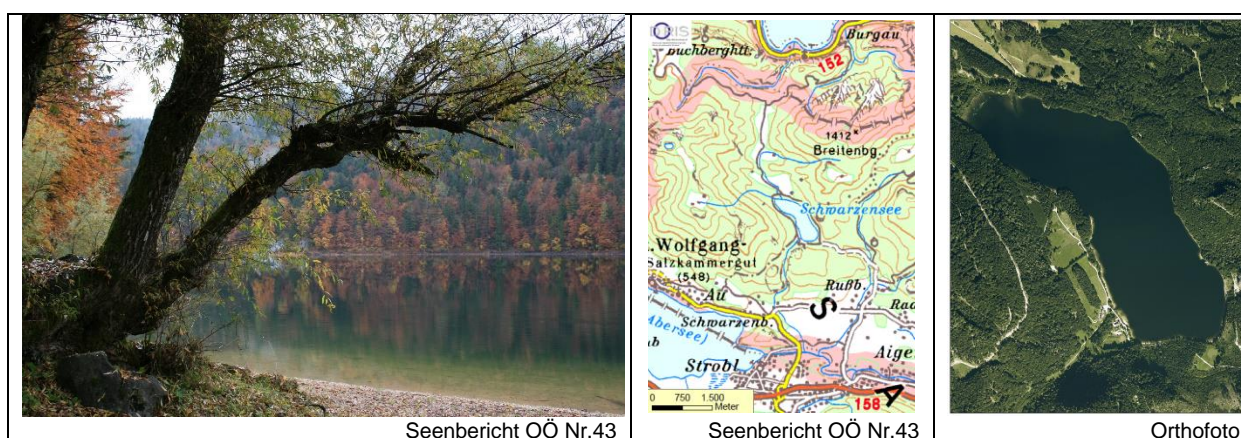 Burgau
152
1412
Breitenbg.
Schwarzensee
Wolfgang-
Salzkammergut
(548)
Rußb.
Au
Schwarzenb.
Abersee)
Strobl
Aige
158
0 750 1.500
Meter
Seenbericht OÖ Nr.43
Seenbericht OÖ Nr.43
Orthofoto